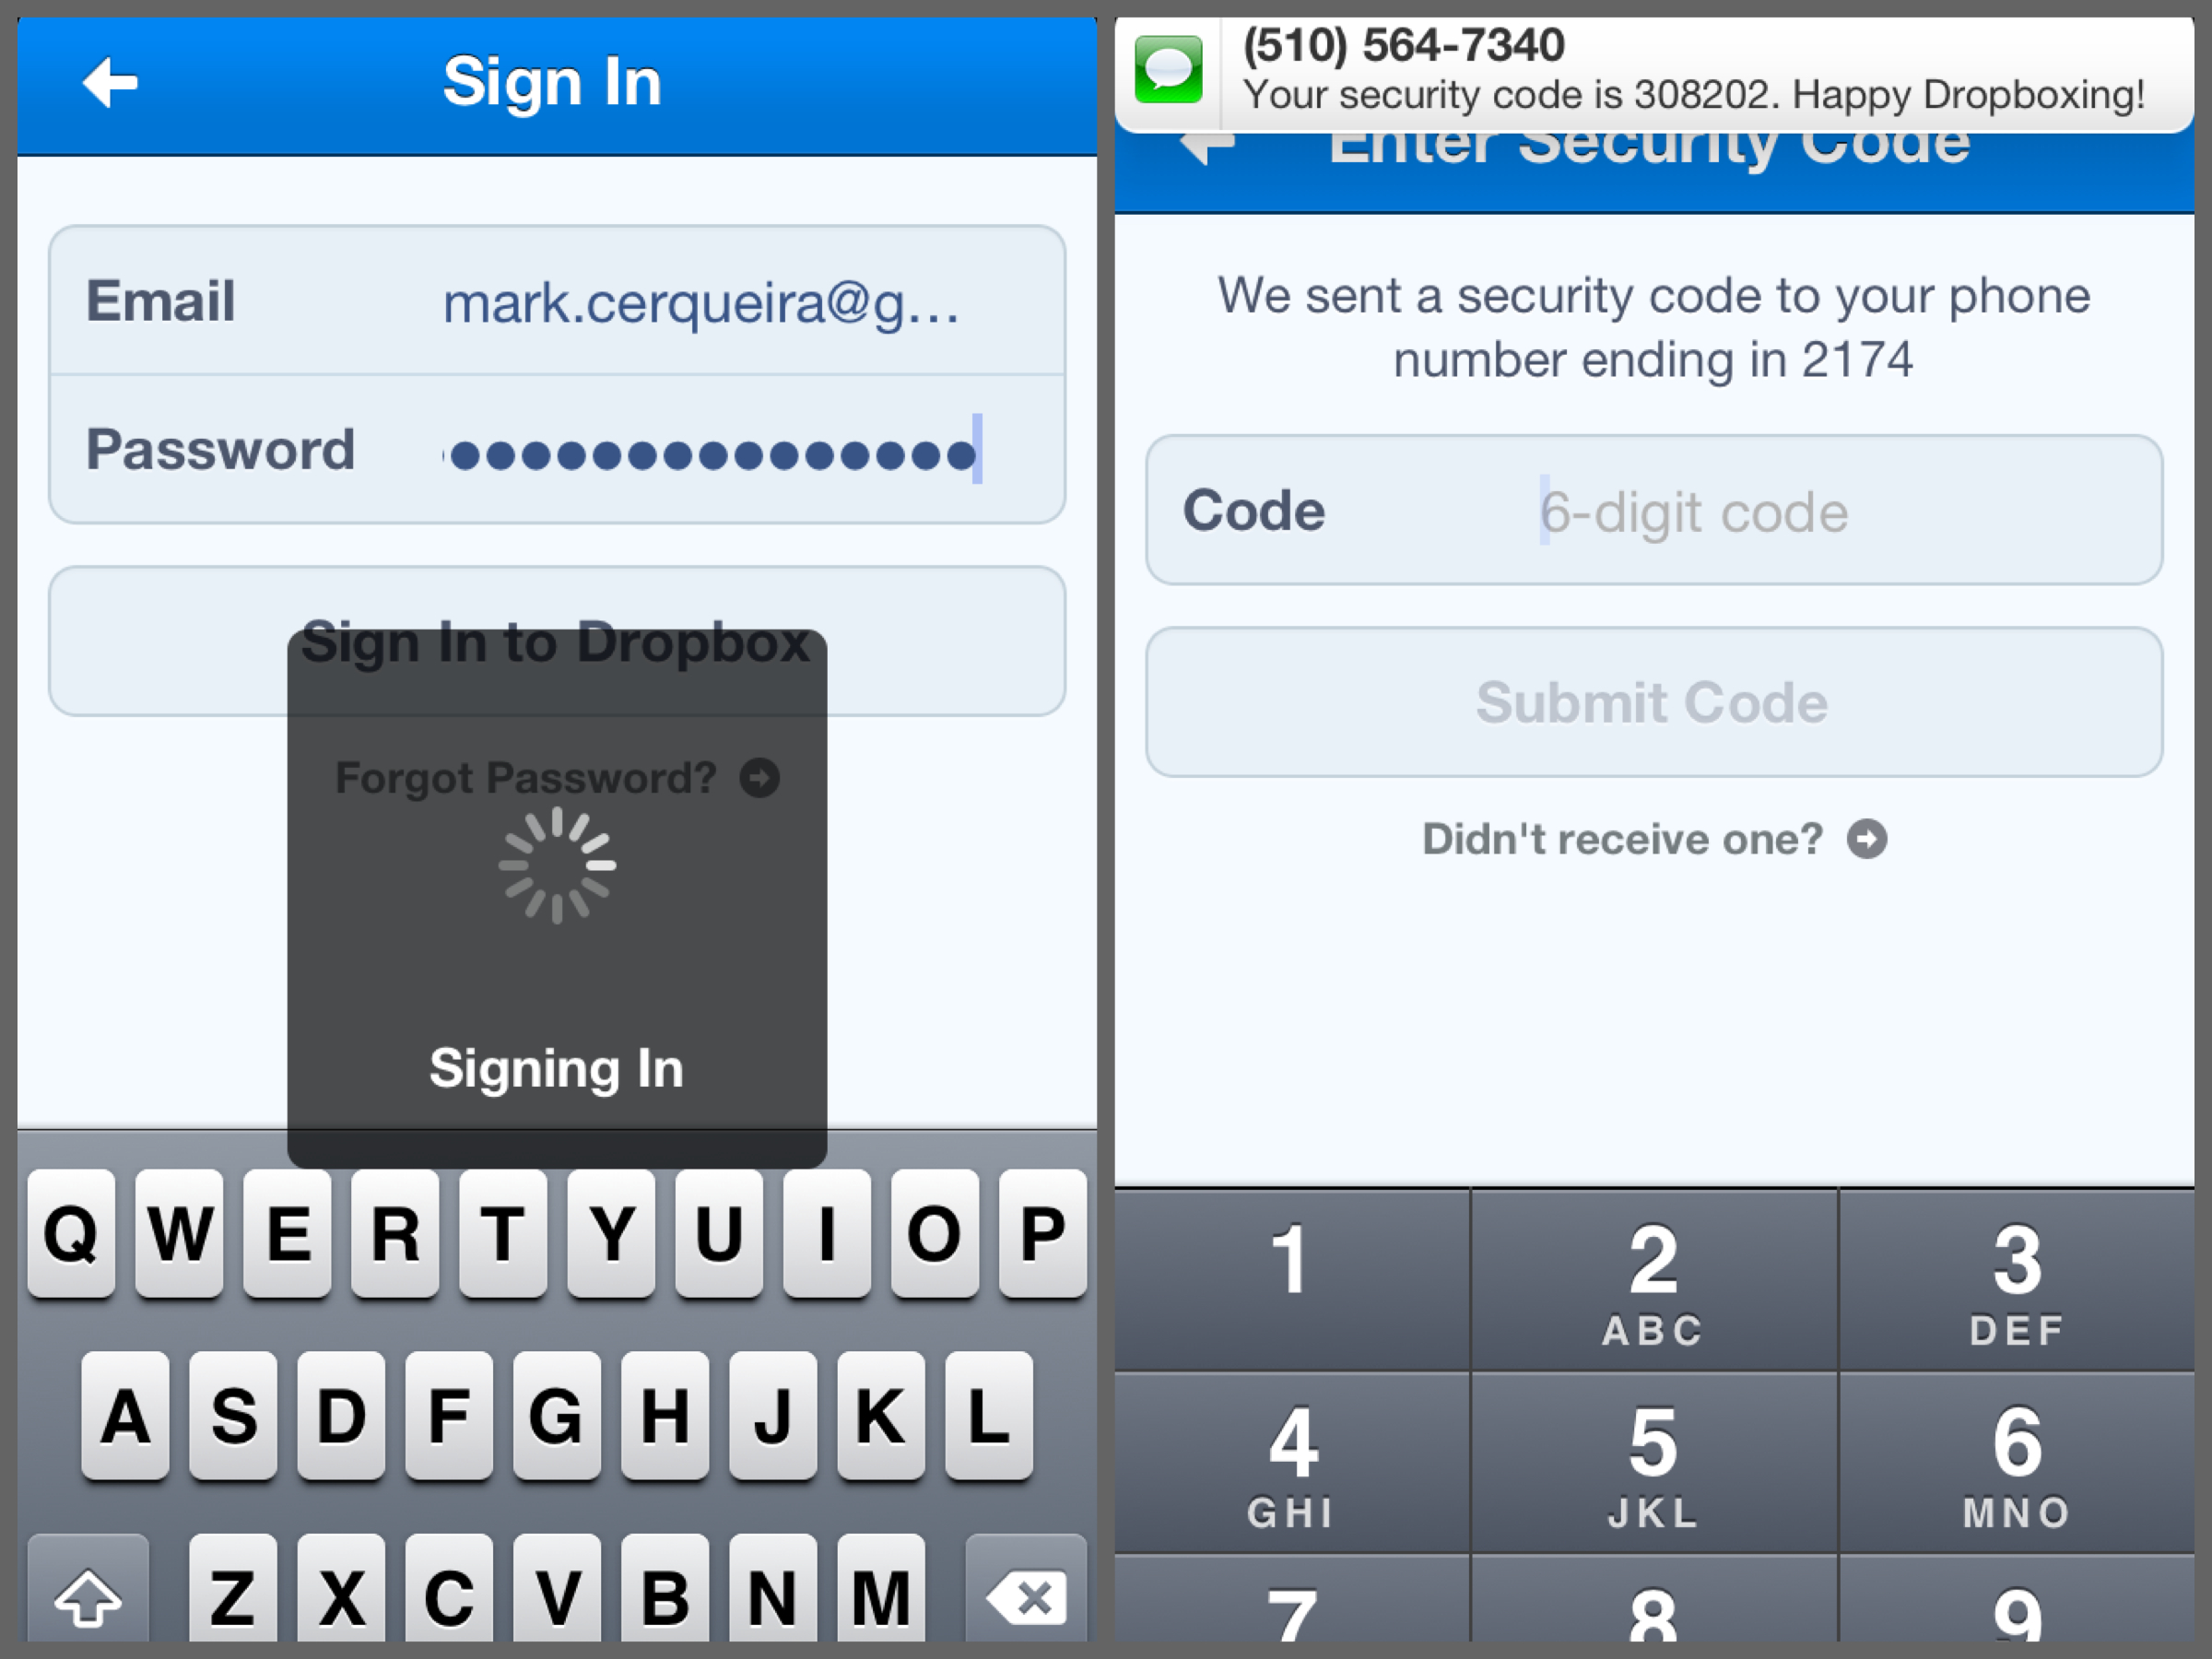 Sign In
Email
mark.cerqueira@g...
Password
Sign In to Dropbox
Forgot Password?
Signing In
Q W E R T Y U I O P
A S D F G H J K L
Z X C V B N M
(510) 564-7340
Your security code is 308202. Happy Dropboxing!
Enter Security Code
We sent a security code to your phone
number ending in 2174
Code
6-digit code
Submit Code
Didn't receive one?
1 2 3
ABC DEF
4 5 6
GHI JKL MNO
7 8 9